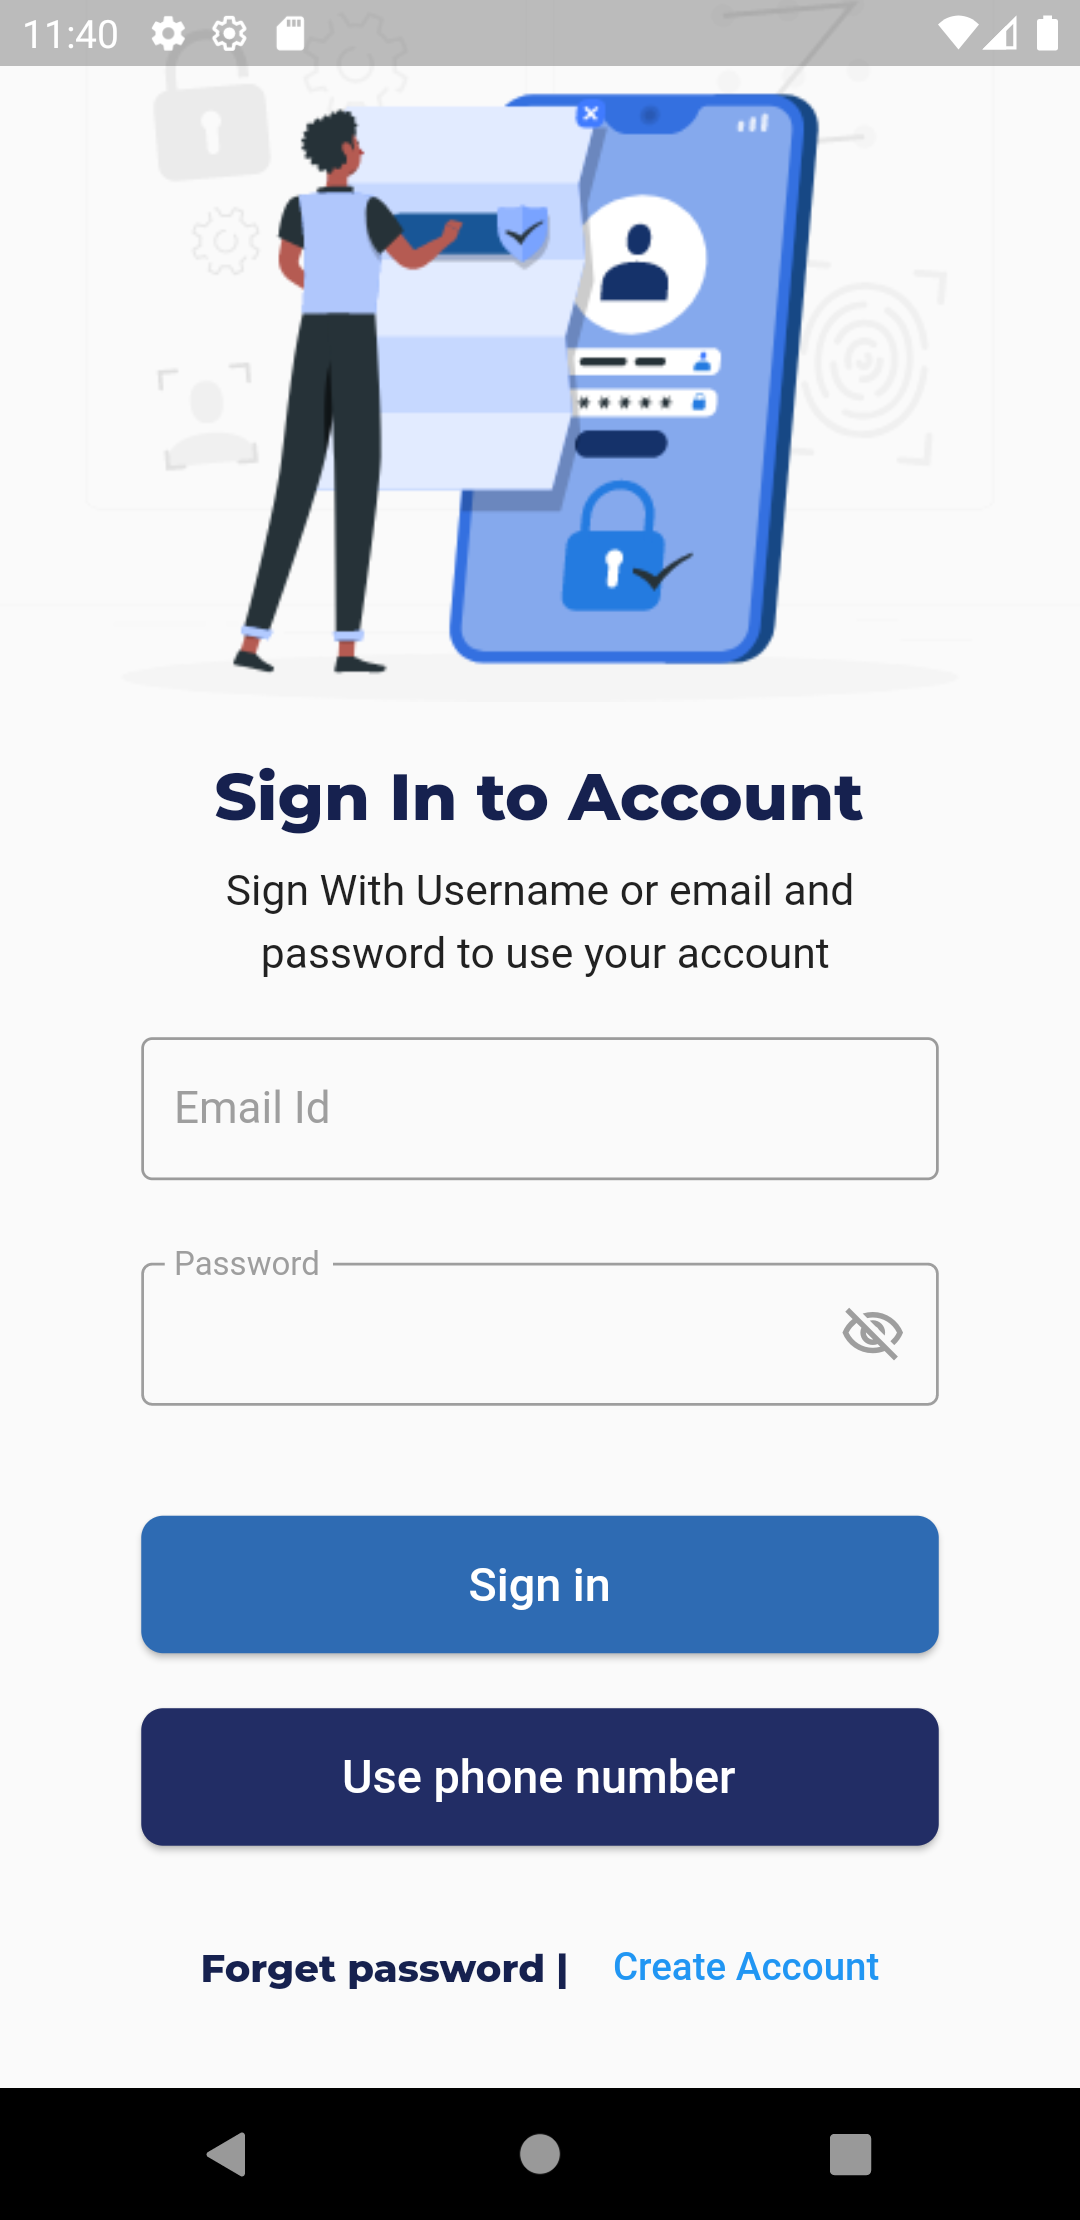 11:40
Sign In to Account
Sign With Username or email and
password to use your account
Email Id
Password
Sign in
Use phone number
Forget password | Create Account